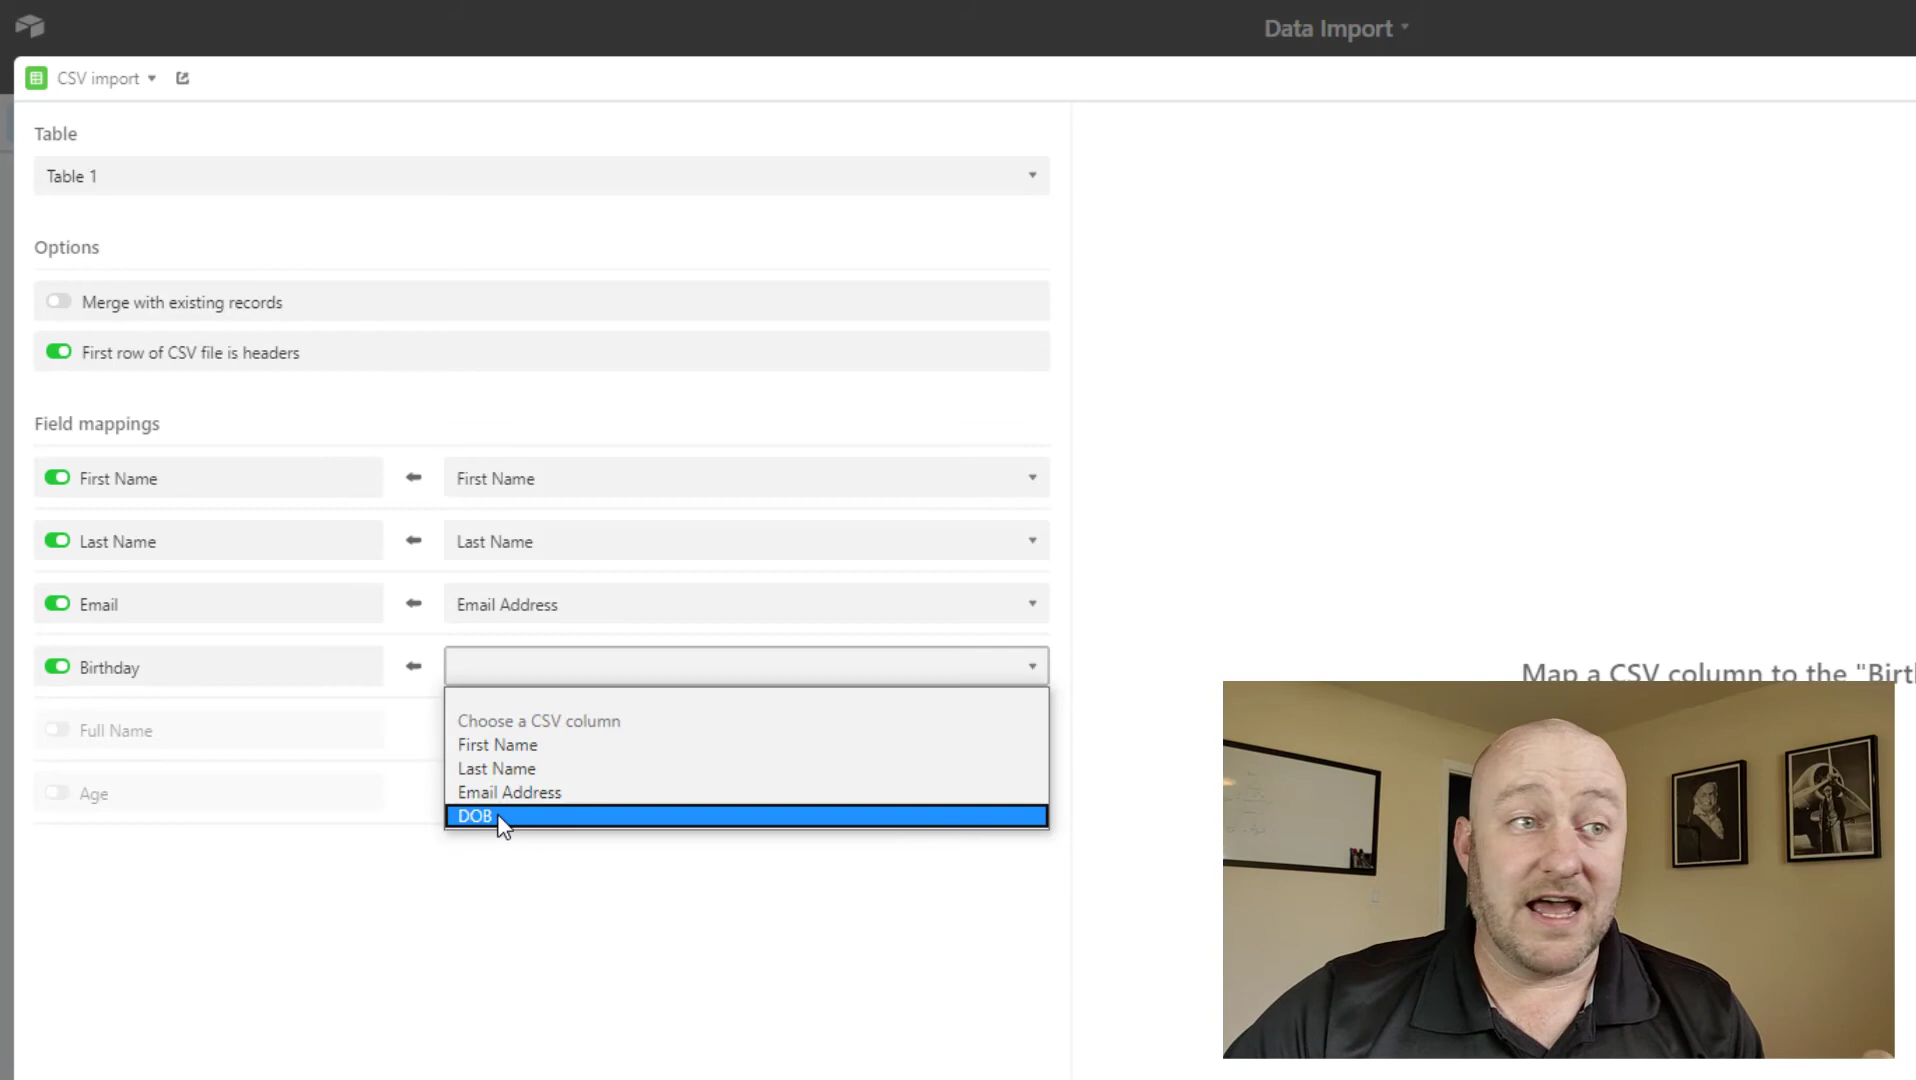 Data Import
CSV import
Table
Table 1
Options
Merge with existing records
First row of CSV file is headers
Field mappings
First Name
First Name
Last Name
Last Name
Email
Email Address
Birthday
Map a CSV column to the "Birt
Full Name
Age
Choose a CSV column
First Name
Last Name
Email Address
DOB